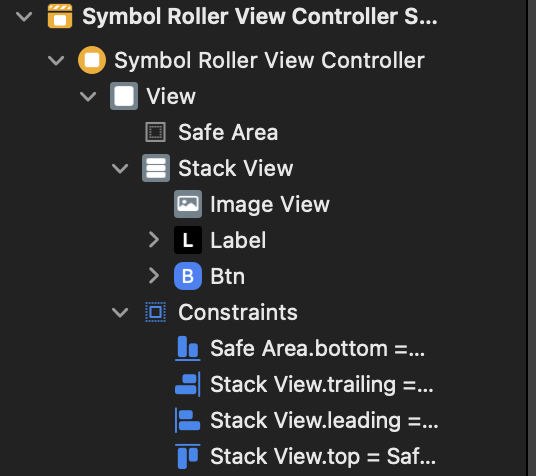 Symbol Roller View Controller S...
Symbol Roller View Controller
View
Safe Area
Stack View
Image View
L Label
B Btn
Constraints
Safe Area.bottom =...
Stack View.trailing =...
Stack View.leading =...
Stack View.top = Saf...